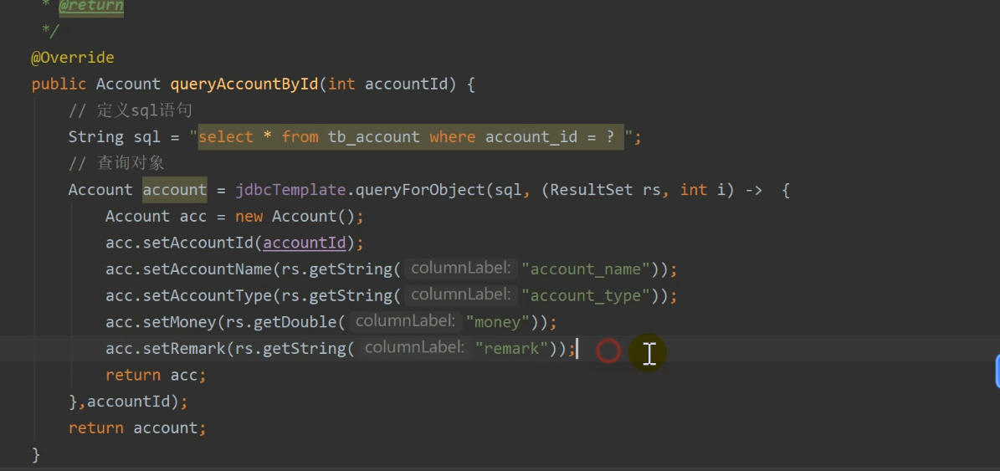 * @return
*/
@Override
public Account queryAccountById(int accountId) {
// 定义sql语句
String sql = "select * from tb_account where account_id = ? ";
// 查询对象
Account account = jdbcTemplate.queryForObject(sql, (ResultSet rs, int i) -> {
Account acc = new Account();
acc.setAccountId(accountId);
acc.setAccountName(rs.getString( columnLabel: "account_name"));
acc.setAccountType(rs.getString( columnLabel: "account_type"));
acc.setMoney(rs.getDouble( columnLabel: "money"));
acc.setRemark(rs.getString( columnLabel: "remark"));
return acc;
},accountId);
return account;
}